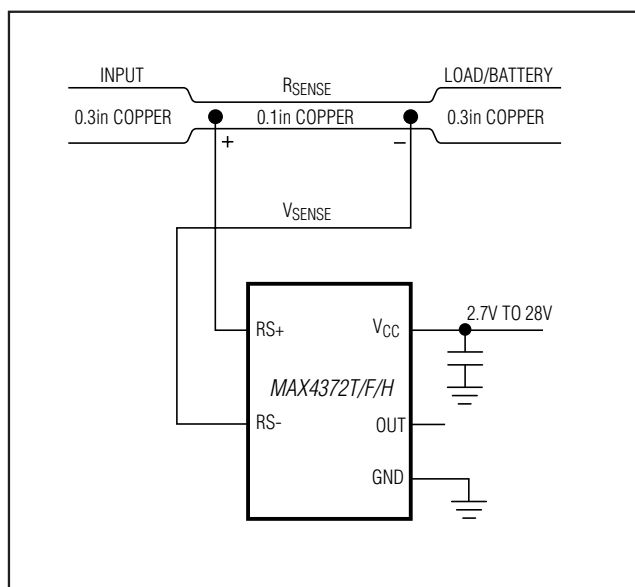 INPUT RSENSE LOAD/BATTERY
0.3in COPPER 0.1in COPPER 0.3in COPPER
+ −
VSENSE
2.7V TO 28V
RS+ VCC
MAX4372T/F/H
RS- OUT
GND